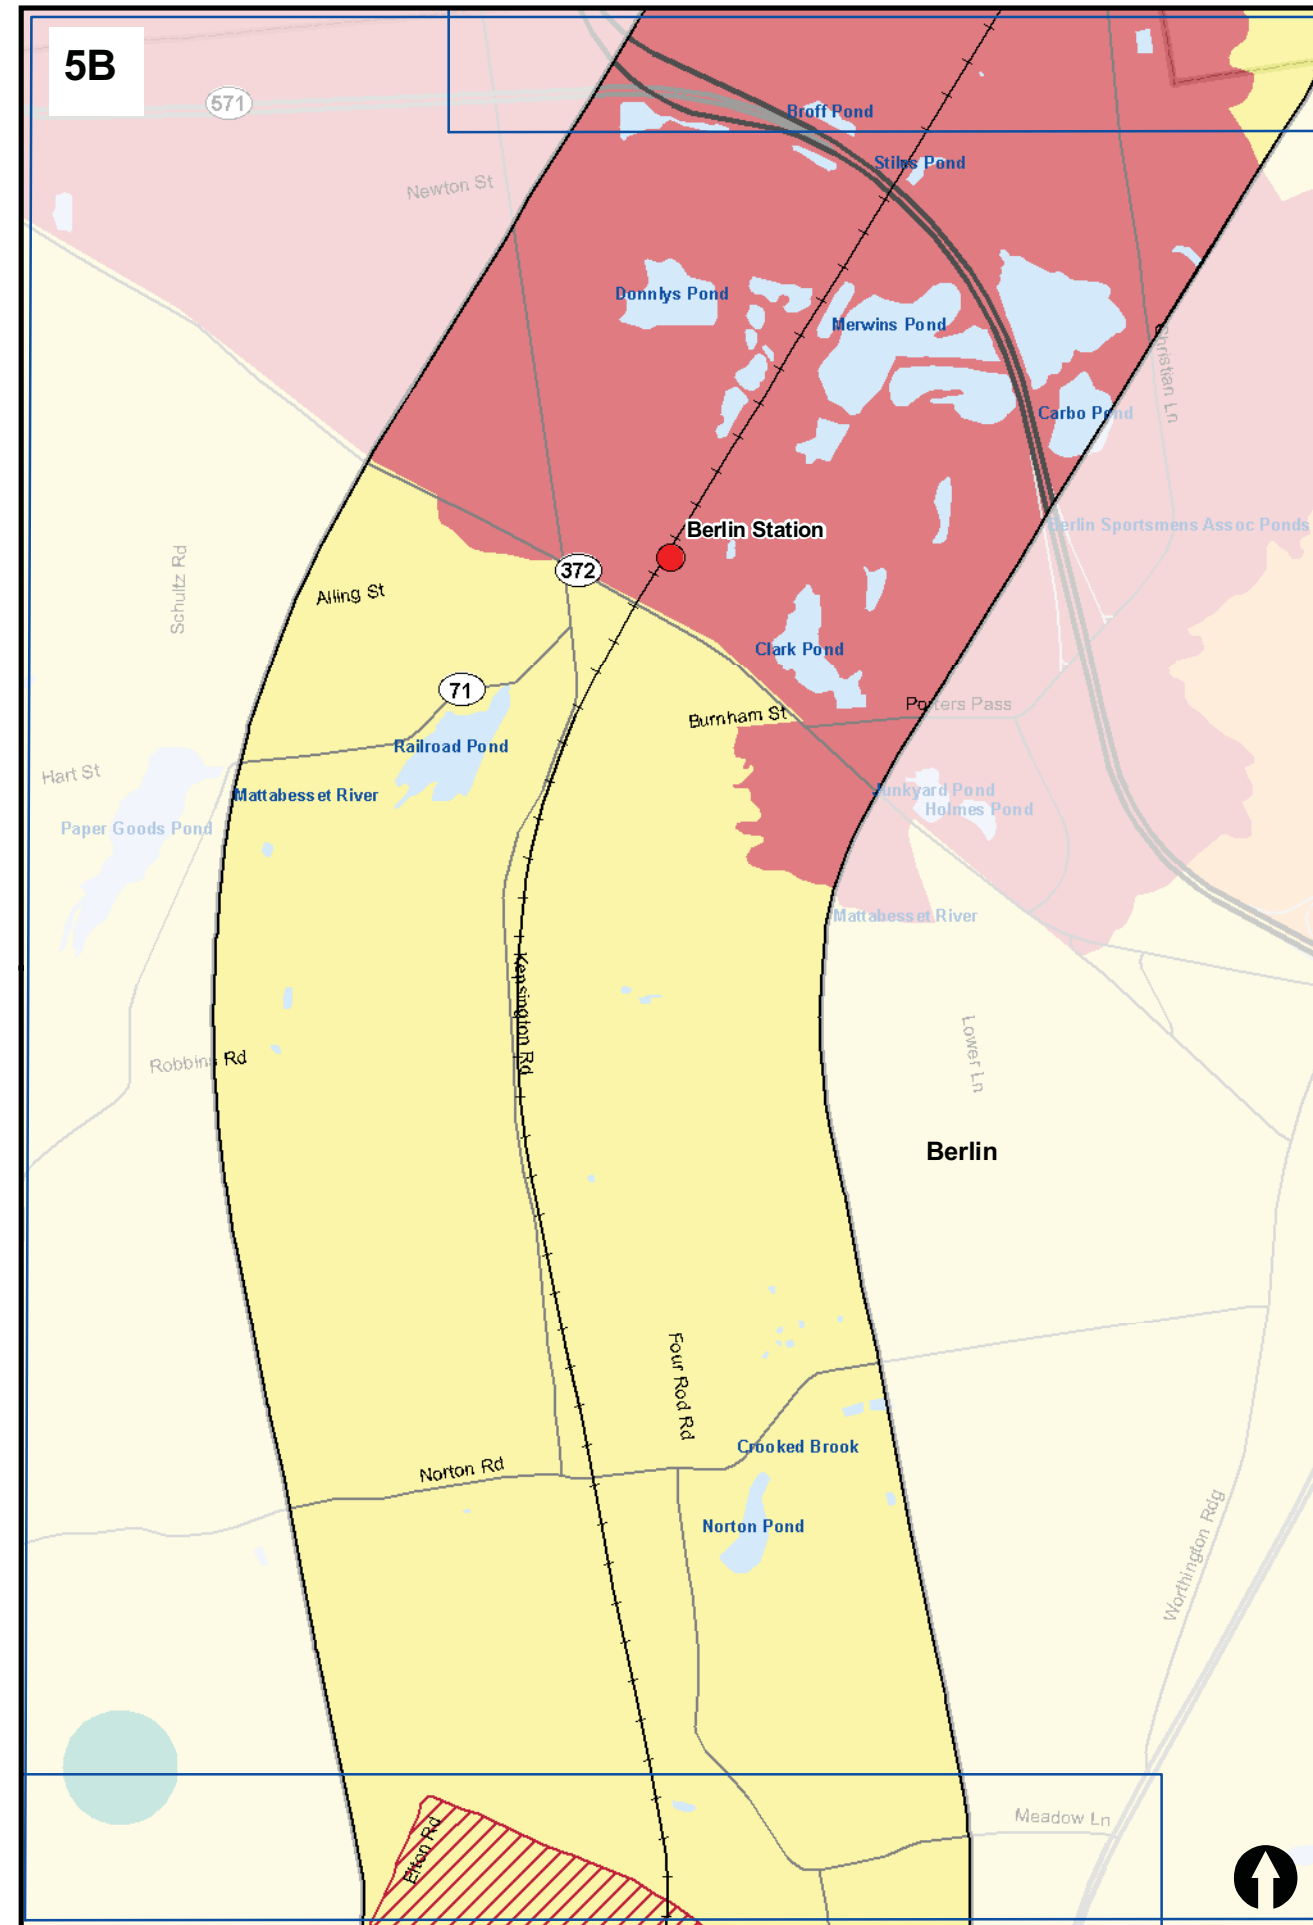 5B
571
Broff Pond
Stiles Pond
Newton St
Donnlys Pond
Merwins Pond
Christian Ln
Carbo Pond
Berlin Sportsmens Assoc Ponds
Berlin Station
372
Schultz Rd
Alling St
Clark Pond
71
Porters Pass
Burnham St
Railroad Pond
Hart St
Mattabesset River
Junkyard Pond
Holmes Pond
Paper Goods Pond
Mattabesset River
Kensington Rd
Lower Ln
Robbins Rd
Berlin
Four Rod Rd
Crooked Brook
Norton Rd
Norton Pond
Worthington Rdg
Meadow Ln
Elton Rd